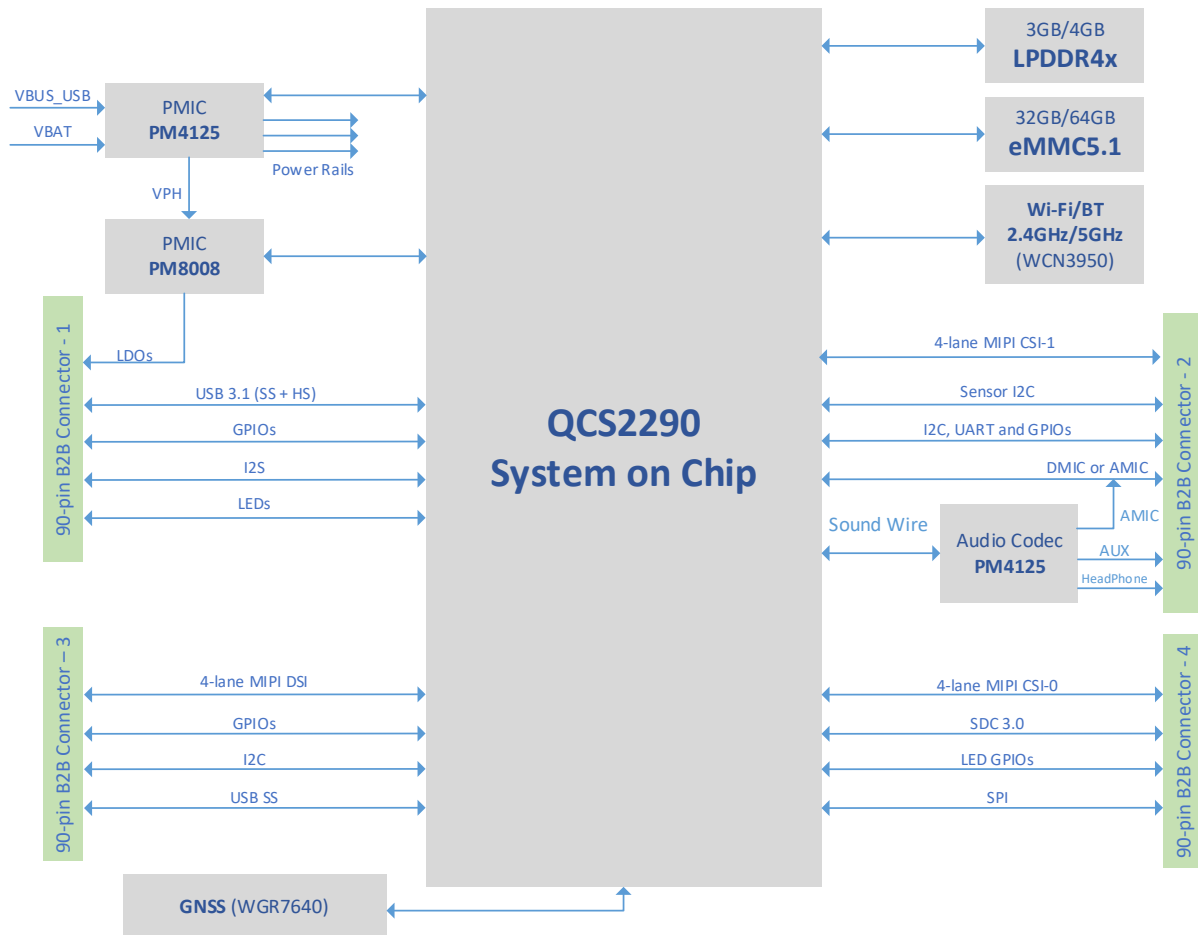 3GB/4GB
LPDDR4x
VBUS_USB
VBAT
PMIC
PM4125
Power Rails
32GB/64GB
eMMC5.1
VPH
PMIC
PM8008
Wi-Fi/BT
2.4GHz/5GHz
(WCN3950)
90-pin B2B Connector - 1
LDOs
USB 3.1 (SS + HS)
GPIOs
I2S
LEDs
QCS2290
System on Chip
4-lane MIPI CSI-1
Sensor I2C
I2C, UART and GPIOs
DMIC or AMIC
AMIC
Sound Wire
Audio Codec
PM4125
AUX
HeadPhone
90-pin B2B Connector - 2
90-pin B2B Connector – 3
4-lane MIPI DSI
GPIOs
I2C
USB SS
4-lane MIPI CSI-0
SDC 3.0
LED GPIOs
SPI
90-pin B2B Connector - 4
GNSS (WGR7640)